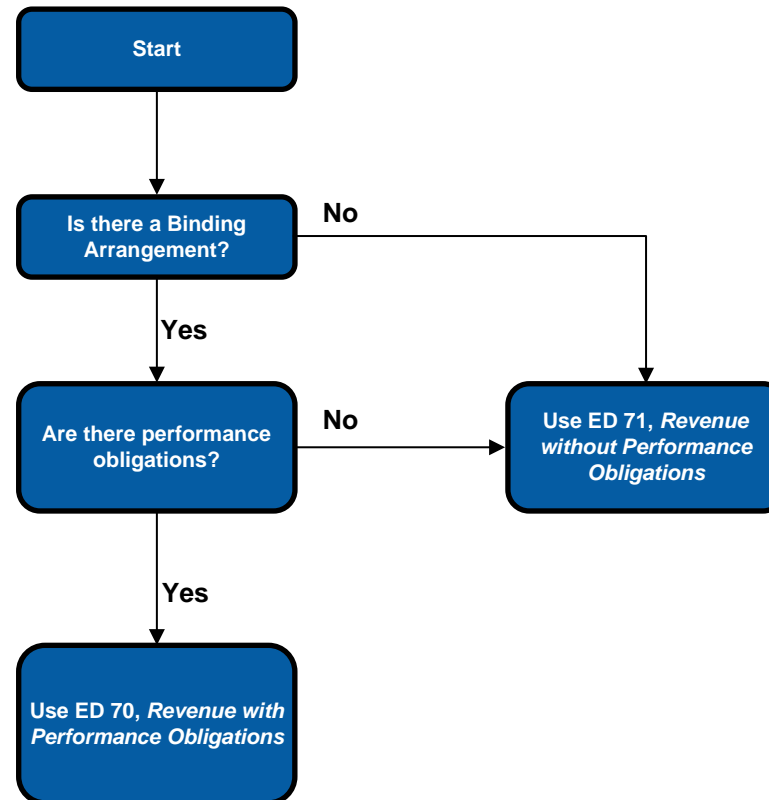 Start
Is there a Binding
Arrangement?
No
Yes
Are there performance
obligations?
No
Use ED 71, Revenue
without Performance
Obligations
Yes
Use ED 70, Revenue with
Performance Obligations